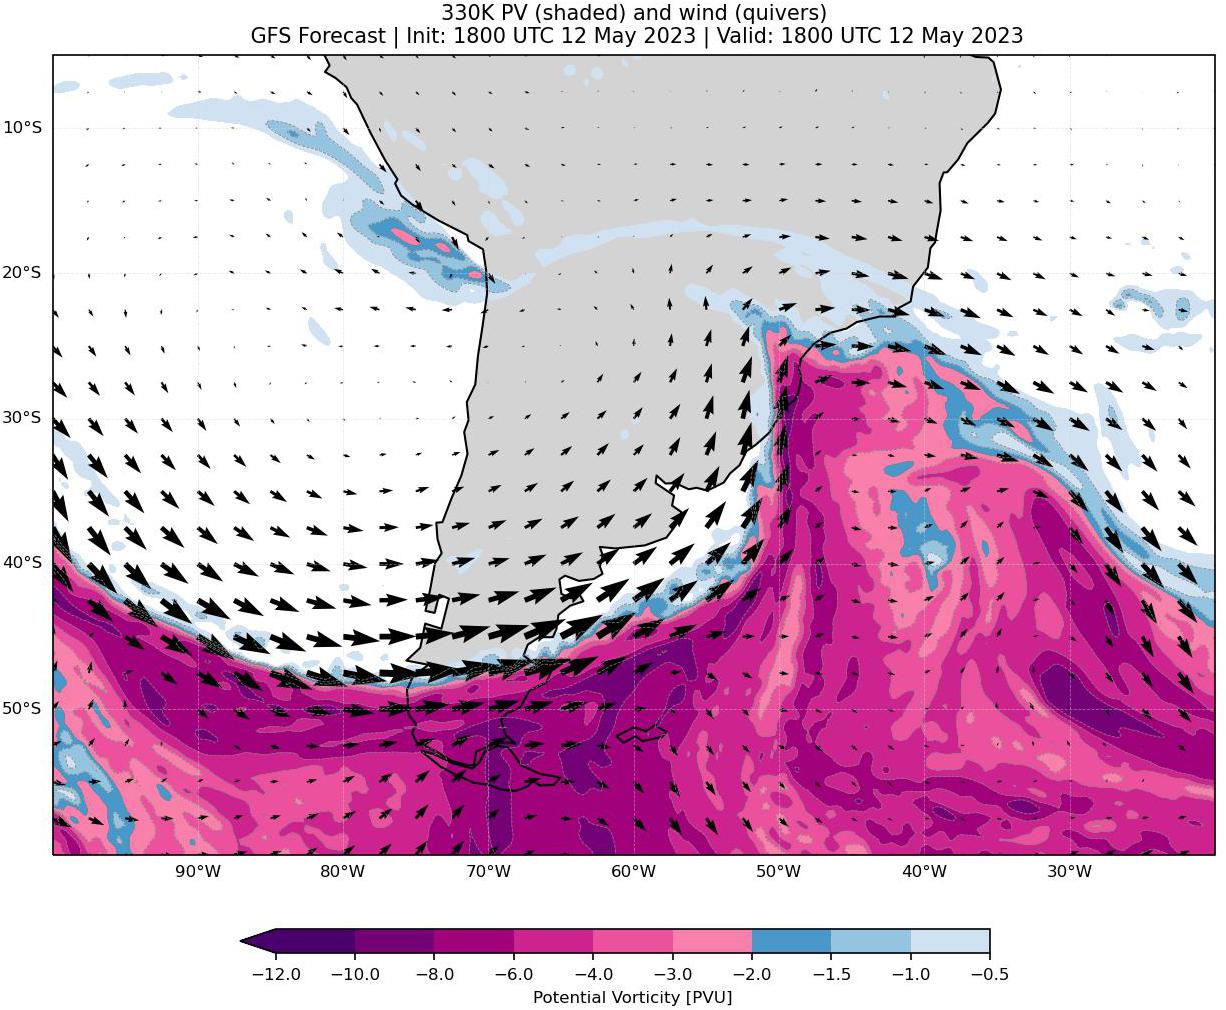 330K PV (shaded) and wind (quivers)
GFS Forecast | Init: 1800 UTC 12 May 2023 | Valid: 1800 UTC 12 May 2023
10°S
20°S
30°S
40°S
50°S
90°W 80°W 70°W 60°W 50°W 40°W 30°W
−12.0 −10.0 −8.0 −6.0 −4.0 −3.0 −2.0 −1.5 −1.0 −0.5
Potential Vorticity [PVU]